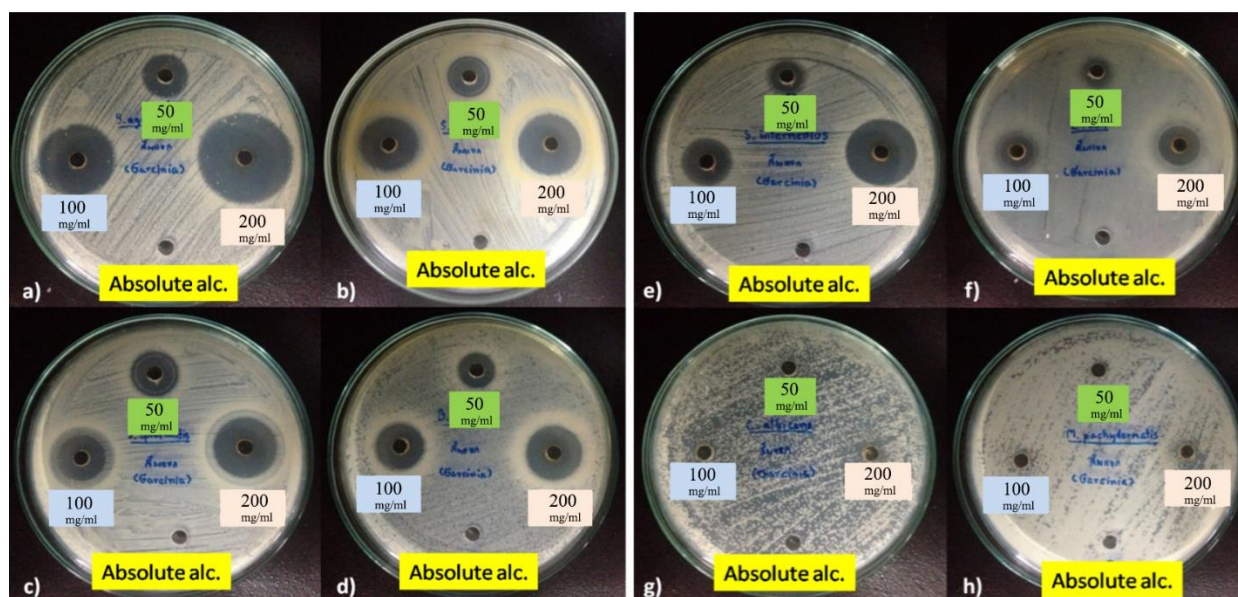 50
mg/ml
(Garcinia)
100
mg/ml
200
mg/ml
Absolute alc.
a)
50
mg/ml
(Garcinia)
100
mg/ml
200
mg/ml
Absolute alc.
b)
50
mg/ml
S. intermedius
(Garcinia)
100
mg/ml
200
mg/ml
Absolute alc.
e)
50
mg/ml
(Garcinia)
100
mg/ml
200
mg/ml
Absolute alc.
f)
50
mg/ml
(Garcinia)
100
mg/ml
200
mg/ml
Absolute alc.
c)
50
mg/ml
B.
(Garcinia)
100
mg/ml
200
mg/ml
Absolute alc.
d)
50
mg/ml
C. albicans
(Garcinia)
100
mg/ml
200
mg/ml
Absolute alc.
g)
50
mg/ml
M. pachydermatis
(Garcinia)
100
mg/ml
200
mg/ml
Absolute alc.
h)